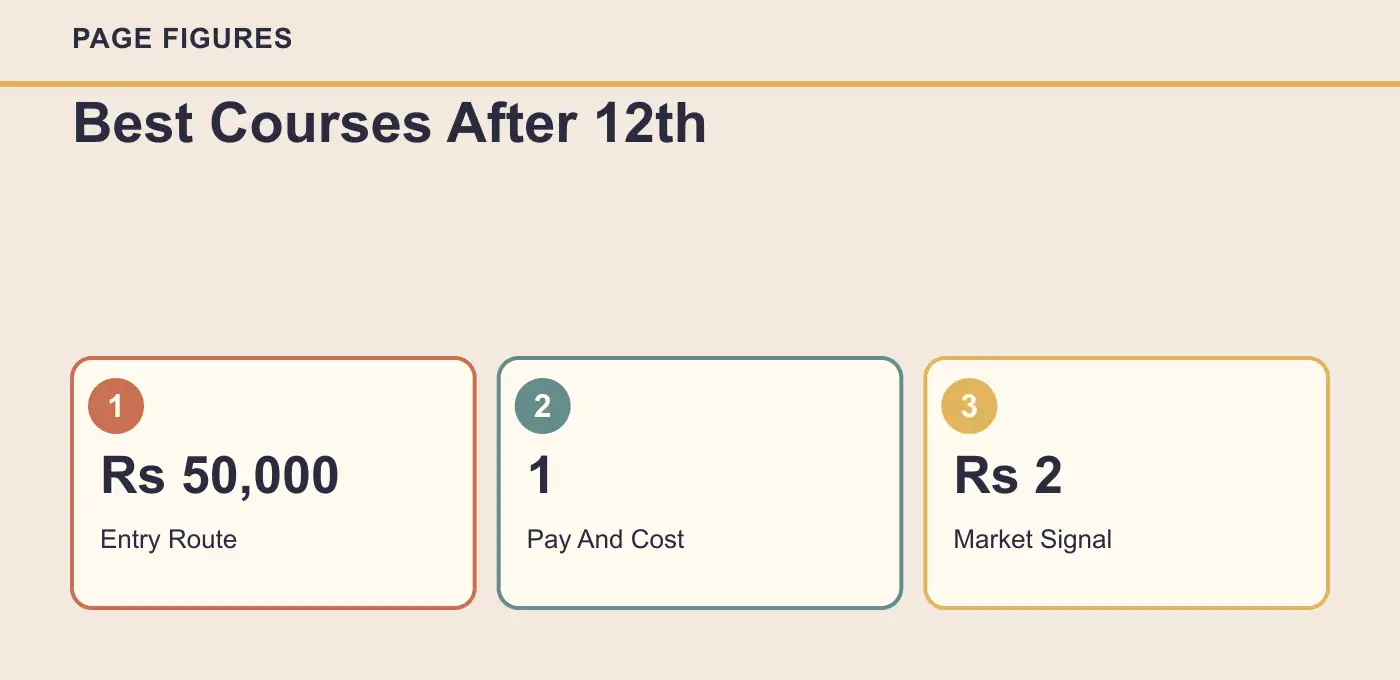 PAGE FIGURES
Best Courses After 12th
1
Rs 50,000
Entry Route
2
1
Pay And Cost
3
Rs 2
Market Signal